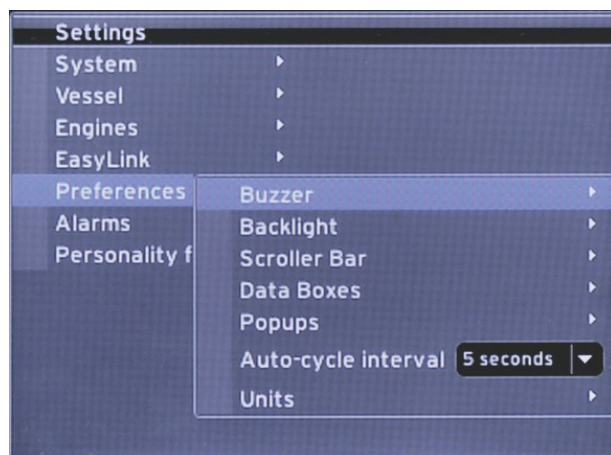 Settings
System
Vessel
Engines
EasyLink
Preferences
Alarms
Personality f
Buzzer
Backlight
Scroller Bar
Data Boxes
Popups
Auto-cycle interval 5 seconds
Units